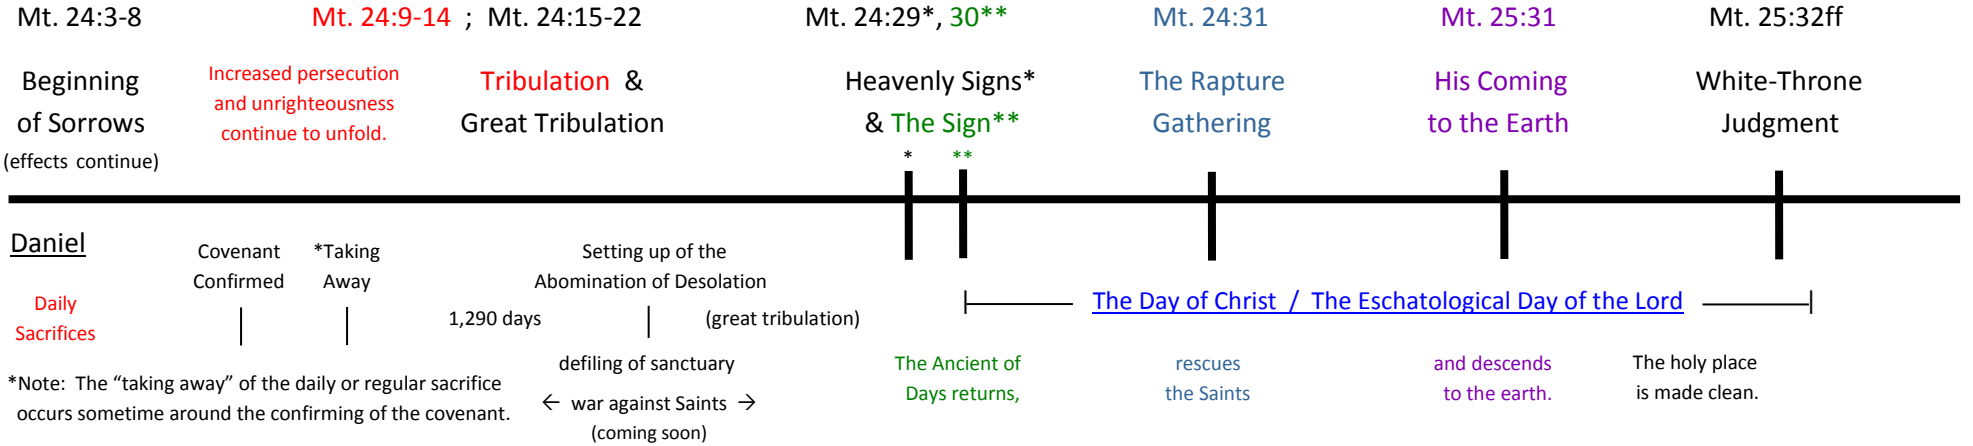 Mt. 24:3-8 Mt. 24:9-14 ; Mt. 24:15-22 Mt. 24:29*, 30** Mt. 24:31 Mt. 25:31 Mt. 25:32ff
Beginning
of Sorrows
(effects continue)
Increased persecution
and unrighteousness
continue to unfold.
Tribulation &
Great Tribulation
Heavenly Signs*
& The Sign**
* **
The Rapture
Gathering
His Coming
to the Earth
White-Throne
Judgment
Daniel
Daily
Sacrifices
Covenant
Confirmed
*Taking
Away
Setting up of the
Abomination of Desolation
1,290 days (great tribulation)
defiling of sanctuary
← war against Saints →
(coming soon)
*Note: The “taking away” of the daily or regular sacrifice
occurs sometime around the confirming of the covenant.
The Day of Christ / The Eschatological Day of the Lord
The Ancient of
Days returns,
rescues
the Saints
and descends
to the earth.
The holy place
is made clean.